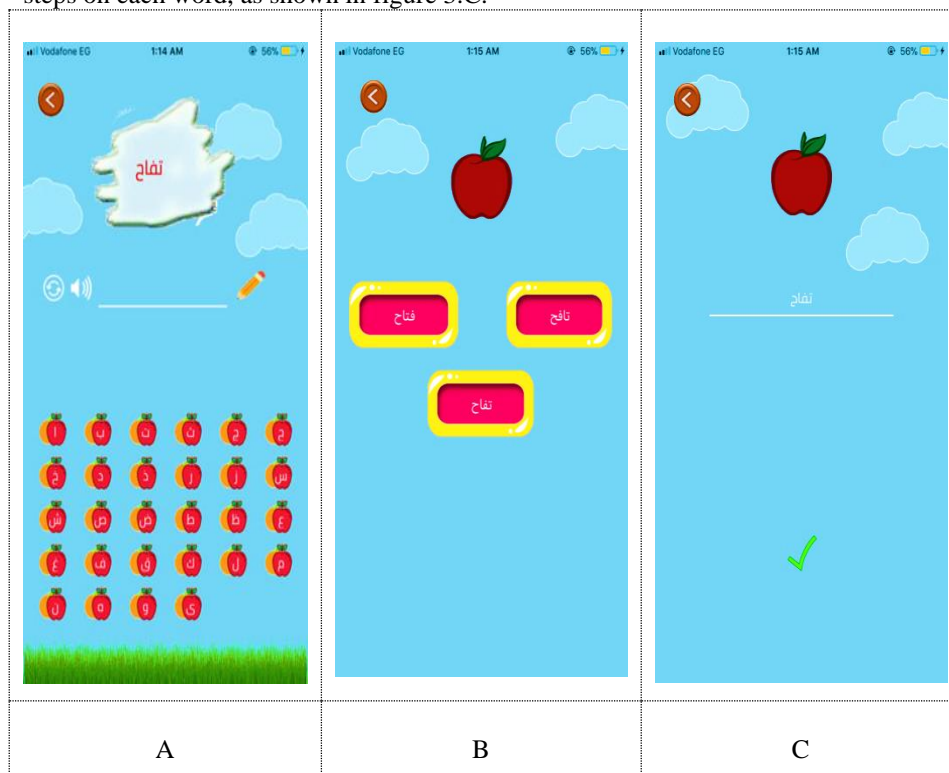 steps on each word, as shown in figure 3.C.
Vodafone EG 1:14 AM 56%
تفاح
ا ب ت ث ج ح
خ د ذ ر ز س
ش ص ض ط ظ ع
غ ف ق ك ل م
ن ه و ى
A
Vodafone EG 1:15 AM 56%
فتاح
تافح
تفاح
B
Vodafone EG 1:15 AM 56%
تفاح
C